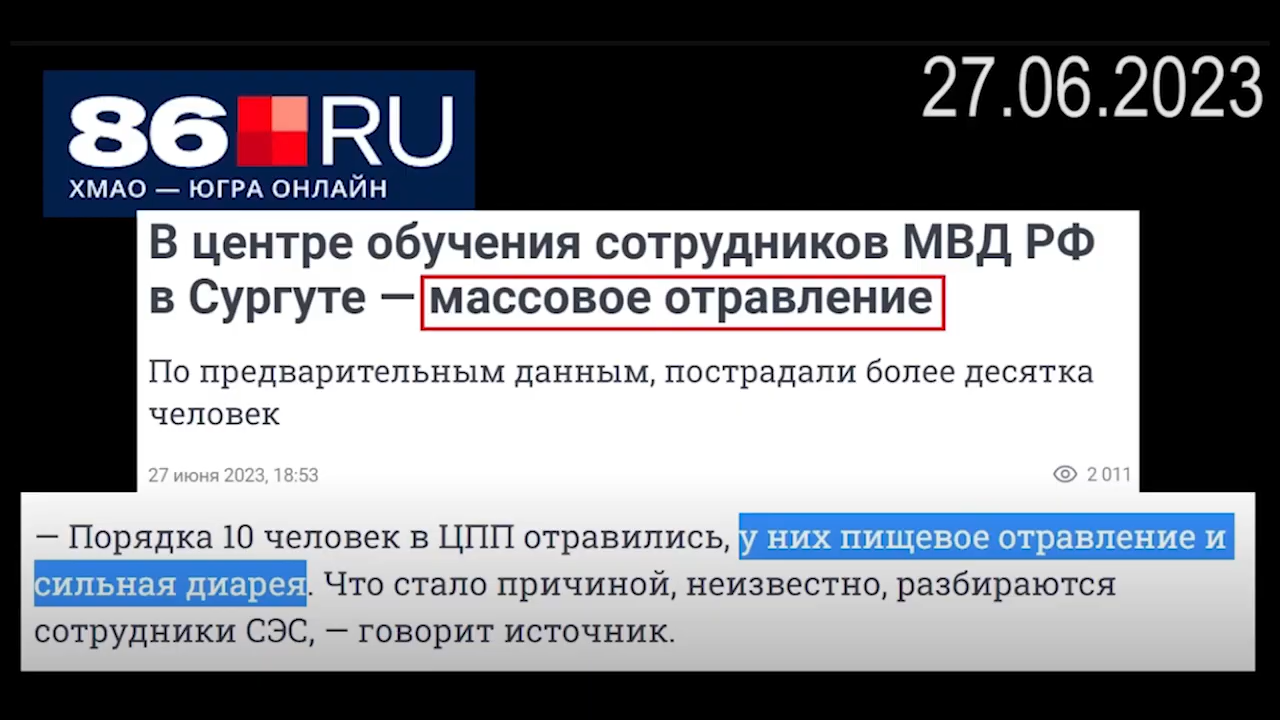 27.06.2023
86 RU
ХМАО — ЮГРА ОНЛАЙН
В центре обучения сотрудников МВД РФ
в Сургуте — массовое отравление
По предварительным данным, пострадали более десятка
человек
27 июня 2023, 18:53
2 011
— Порядка 10 человек в ЦПП отравились, у них пищевое отравление и
сильная диарея. Что стало причиной, неизвестно, разбираются
сотрудники СЭС, — говорит источник.